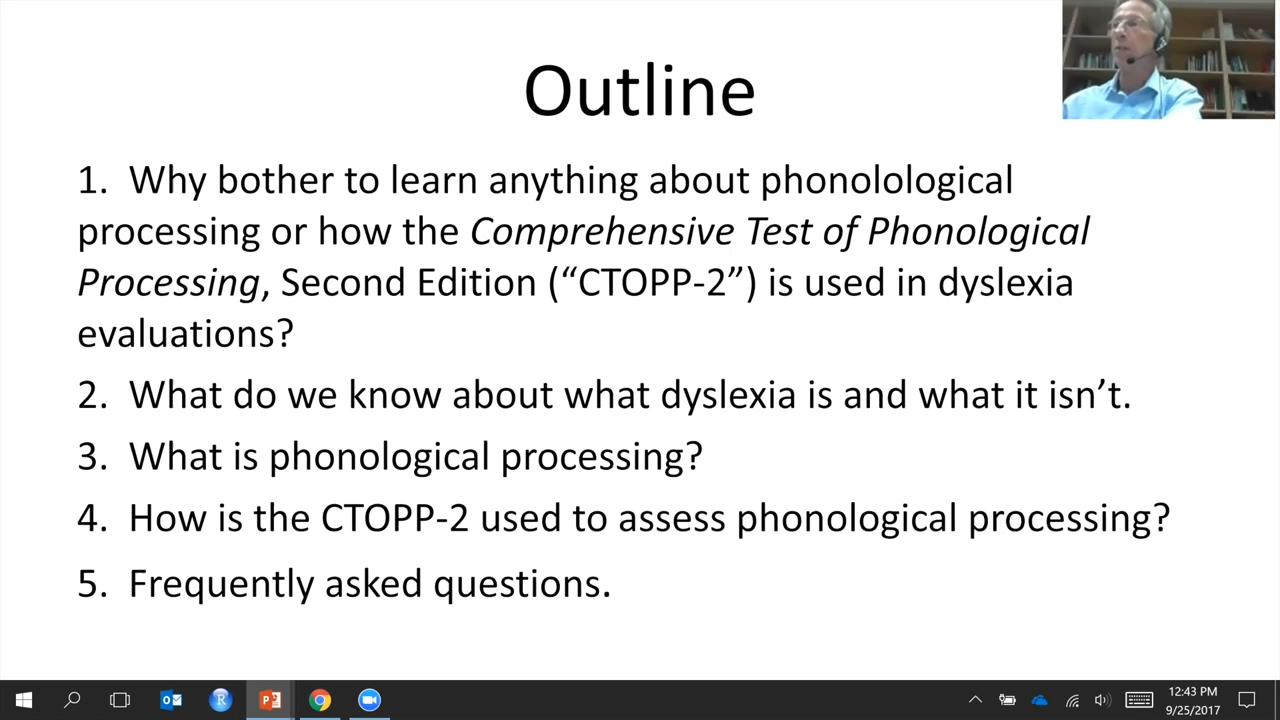 Outline
1. Why bother to learn anything about phonolological
processing or how the Comprehensive Test of Phonological
Processing, Second Edition (“CTOPP-2”) is used in dyslexia
evaluations?
2. What do we know about what dyslexia is and what it isn’t.
3. What is phonological processing?
4. How is the CTOPP-2 used to assess phonological processing?
5. Frequently asked questions.
12:43 PM
9/25/2017